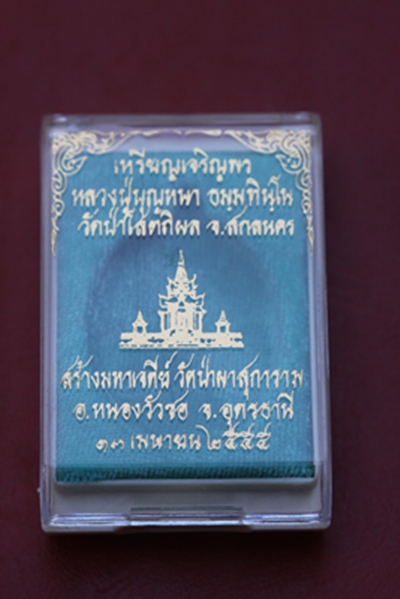 เหรียญเจริญพร
หลวงปู่บุญหนา ธมฺมทินฺโน
วัดป่าโสตถิผล จ.สกลนคร
สร้างมหาเจดีย์ วัดป่าผาสุการาม
อ.หนองวัวซอ จ.อุดรธานี
๑๓ เมษายน ๒๕๕๕